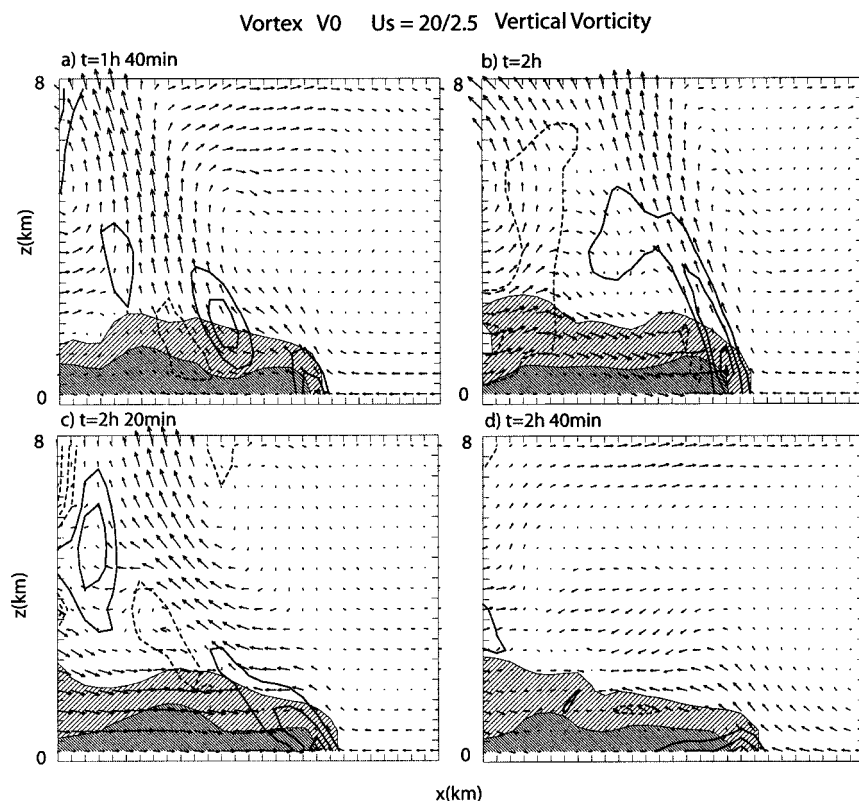 Vortex V0 Us = 20/2.5 Vertical Vorticity
a) t=1h 40min
b) t=2h
8
8
z(km)
0
0
c) t=2h 20min
d) t=2h 40min
8
8
z(km)
0
0
x(km)